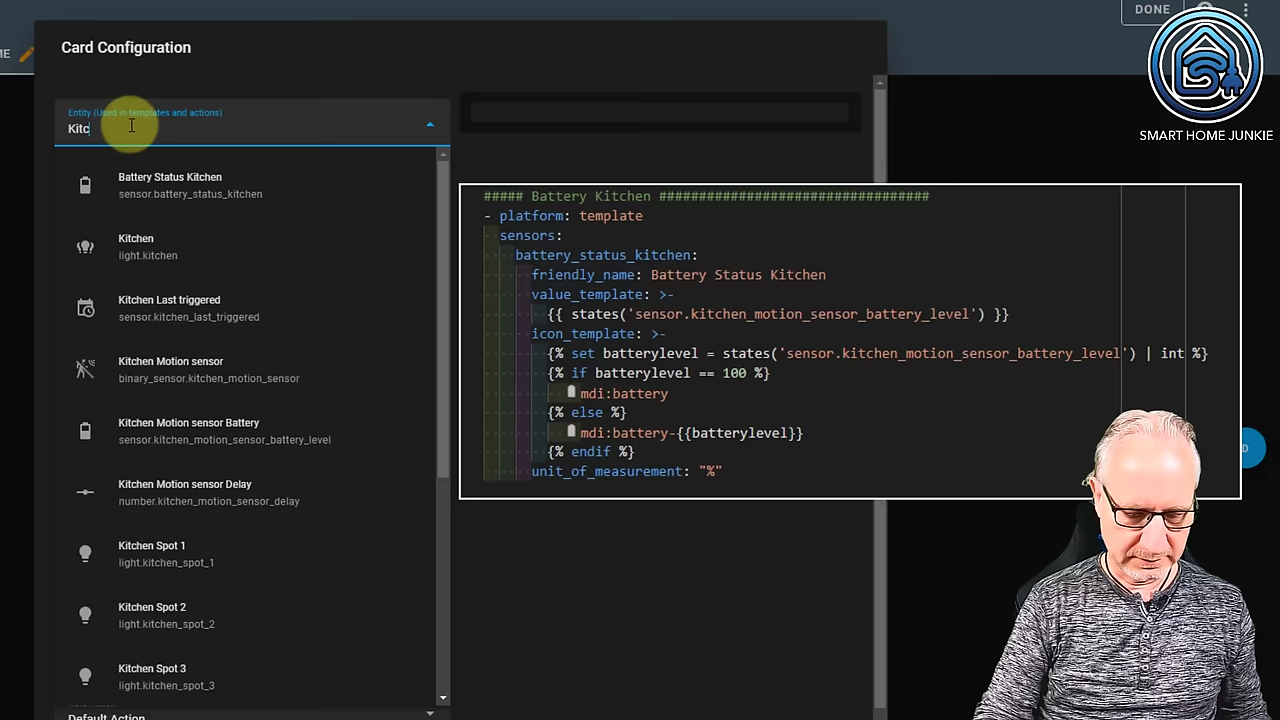 DONE
ME
Card Configuration
Entity (Used in templates and actions)
Kitc
Battery Status Kitchen
sensor.battery_status_kitchen
Kitchen
light.kitchen
Kitchen Last triggered
sensor.kitchen_last_triggered
Kitchen Motion sensor
binary_sensor.kitchen_motion_sensor
Kitchen Motion sensor Battery
sensor.kitchen_motion_sensor_battery_level
Kitchen Motion sensor Delay
number.kitchen_motion_sensor_delay
Kitchen Spot 1
light.kitchen_spot_1
Kitchen Spot 2
light.kitchen_spot_2
Kitchen Spot 3
light.kitchen_spot_3
Default Action
##### Battery Kitchen #################################
- platform: template
sensors:
battery_status_kitchen:
friendly_name: Battery Status Kitchen
value_template: >-
{{ states('sensor.kitchen_motion_sensor_battery_level') }}
icon_template: >-
{% set batterylevel = states('sensor.kitchen_motion_sensor_battery_level') | int %}
{% if batterylevel == 100 %}
mdi:battery
{% else %}
mdi:battery-{{batterylevel}}
{% endif %}
unit_of_measurement: "%"
SMART HOME JUNKIE